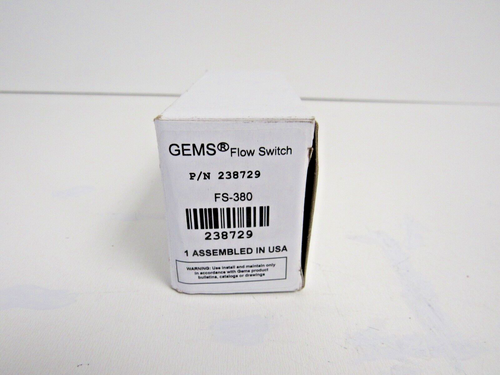 GEMS® Flow Switch
P/N 238729
FS-380
238729
1 ASSEMBLED IN USA
WARNING: Use install and maintain only
in accordance with Gems product
bulletins, catalogs or drawings